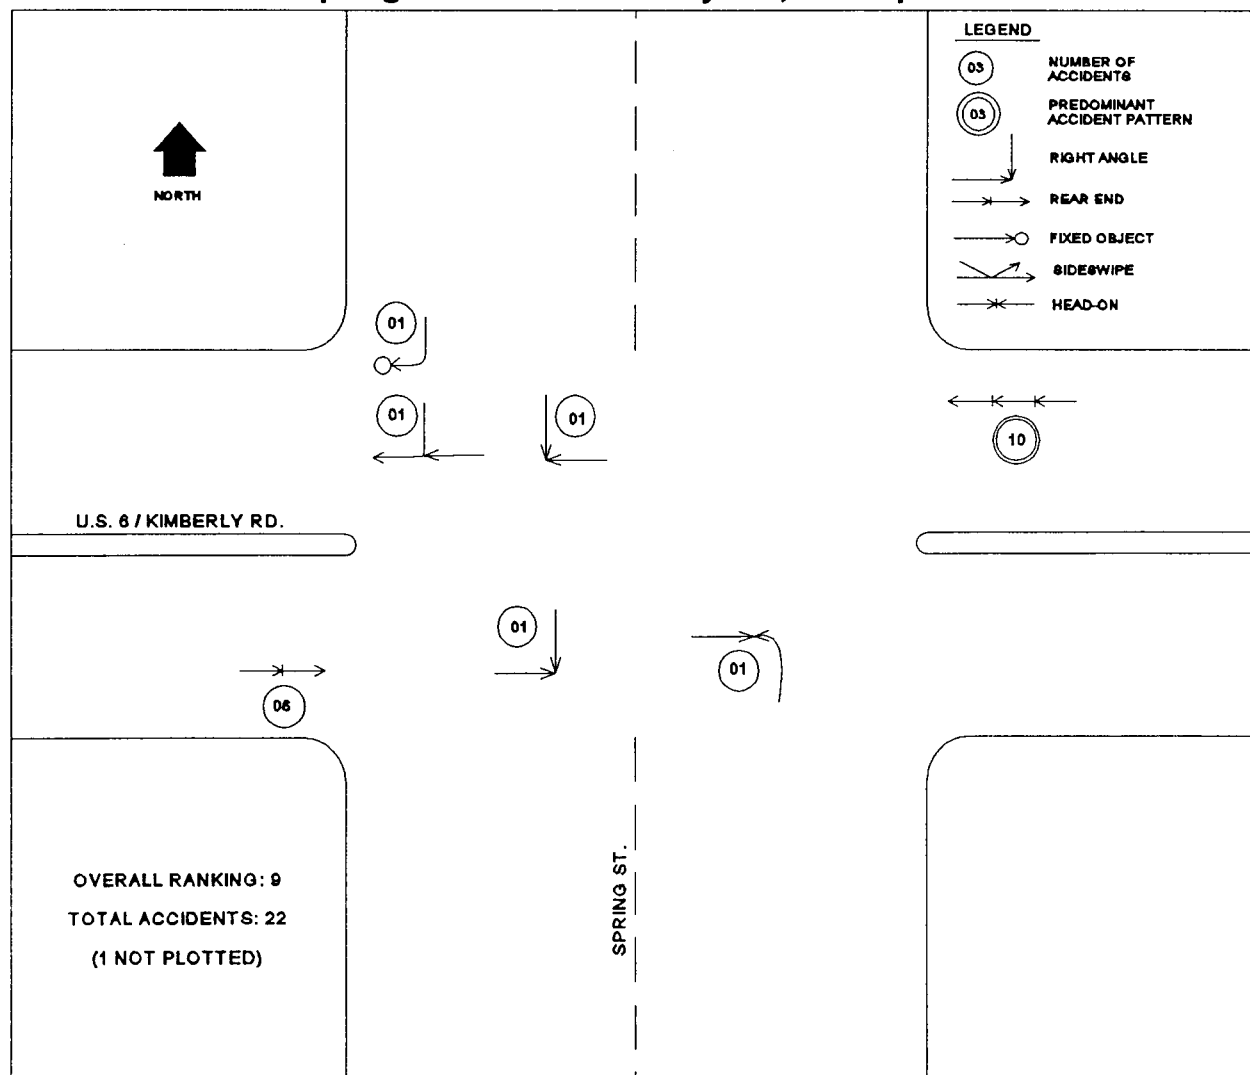 LEGEND
03
NUMBER OF
ACCIDENTS
03
PREDOMINANT
ACCIDENT PATTERN
RIGHT ANGLE
REAR END
FIXED OBJECT
SIDESWIPE
HEAD-ON
NORTH
01
01
01
10
U.S. 6 / KIMBERLY RD.
01
01
06
SPRING ST.
OVERALL RANKING: 9
TOTAL ACCIDENTS: 22
(1 NOT PLOTTED)